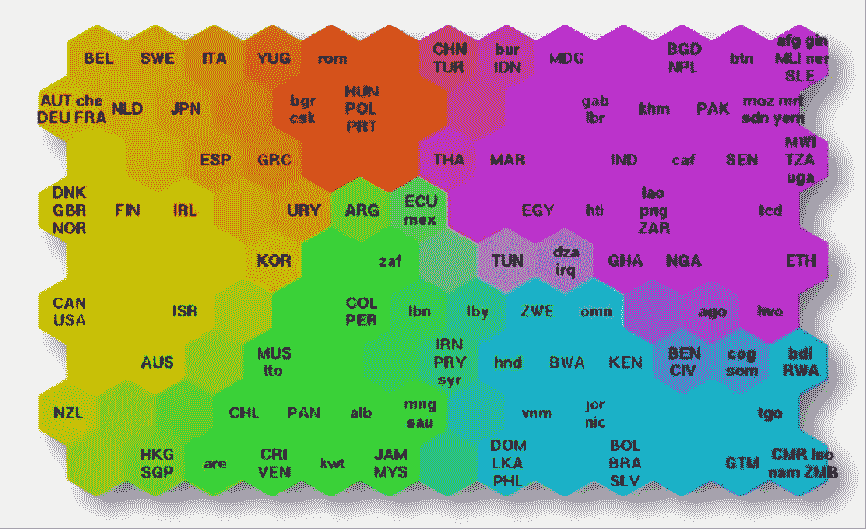 BEL
SWE
ITA
YUG
rom
CHN
TUR
bur
IDN
MDG
BGD
NPL
btn
afg gin
MLI ner
SLE
AUT che
DEU FRA
NLD
JPN
bgr
csk
HUN
POL
PRT
gab
lbr
khm
PAK
moz mrt
sdn yem
ESP
GRC
THA
MAR
IND
caf
SEN
MWI
TZA
uga
DNK
GBR
NOR
FIN
IRL
URY
ARG
ECU
mex
EGY
hti
lao
png
ZAR
tcd
KOR
zaf
TUN
dza
irq
GHA
NGA
ETH
CAN
USA
ISR
COL
PER
lbn
lby
ZWE
omn
ago
hvo
AUS
MUS
tto
IRN
PRY
syr
hnd
BWA
KEN
BEN
CIV
cog
som
bdi
RWA
NZL
CHL
PAN
alb
mng
sau
vnm
jor
nic
tgo
HKG
SGP
are
CRI
VEN
kwt
JAM
MYS
DOM
LKA
PHL
BOL
BRA
SLV
GTM
CMR lso
nam ZMB